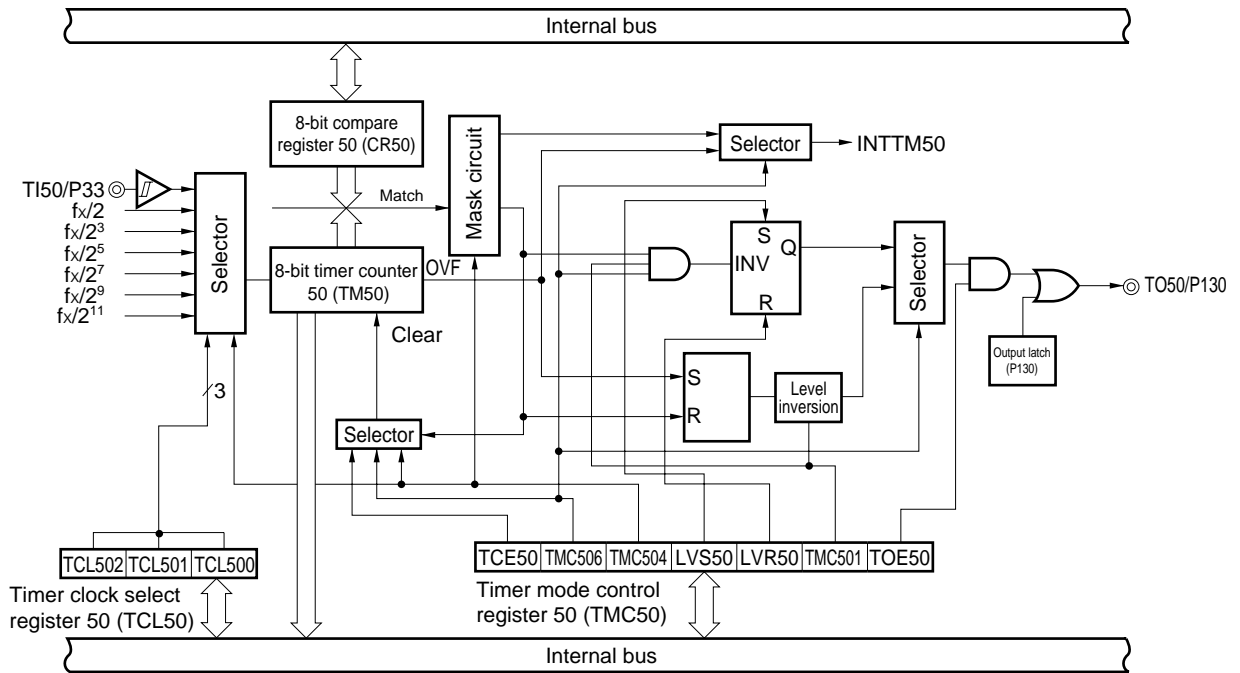 Internal bus
8-bit compare
register 50 (CR50)
Mask circuit
Selector
INTTM50
TI50/P33
fx/2
fx/2³
fx/2⁵
fx/2⁷
fx/2⁹
fx/2¹¹
Selector
Match
8-bit timer counter
50 (TM50)
OVF
Clear
S
INV
Q
R
Selector
TO50/P130
Output latch
(P130)
S
R
Level
inversion
3
Selector
TCL502 TCL501 TCL500
Timer clock select
register 50 (TCL50)
TCE50 TMC506 TMC504 LVS50 LVR50 TMC501 TOE50
Timer mode control
register 50 (TMC50)
Internal bus